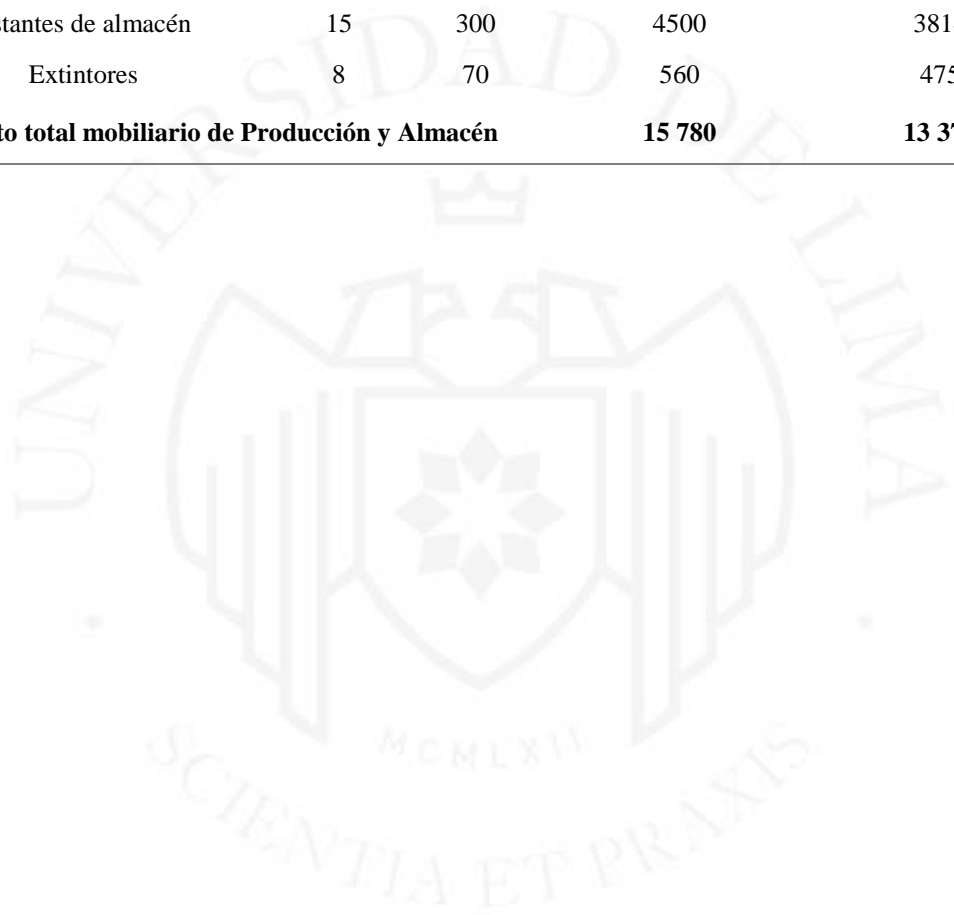 stantes de almacén 15 300 4500 381
Extintores 8 70 560 475
to total mobiliario de Producción y Almacén 15 780 13 37
UNIVERSIDAD DE LIMA
MCMLXII
SCIENTIA ET PRAXIS